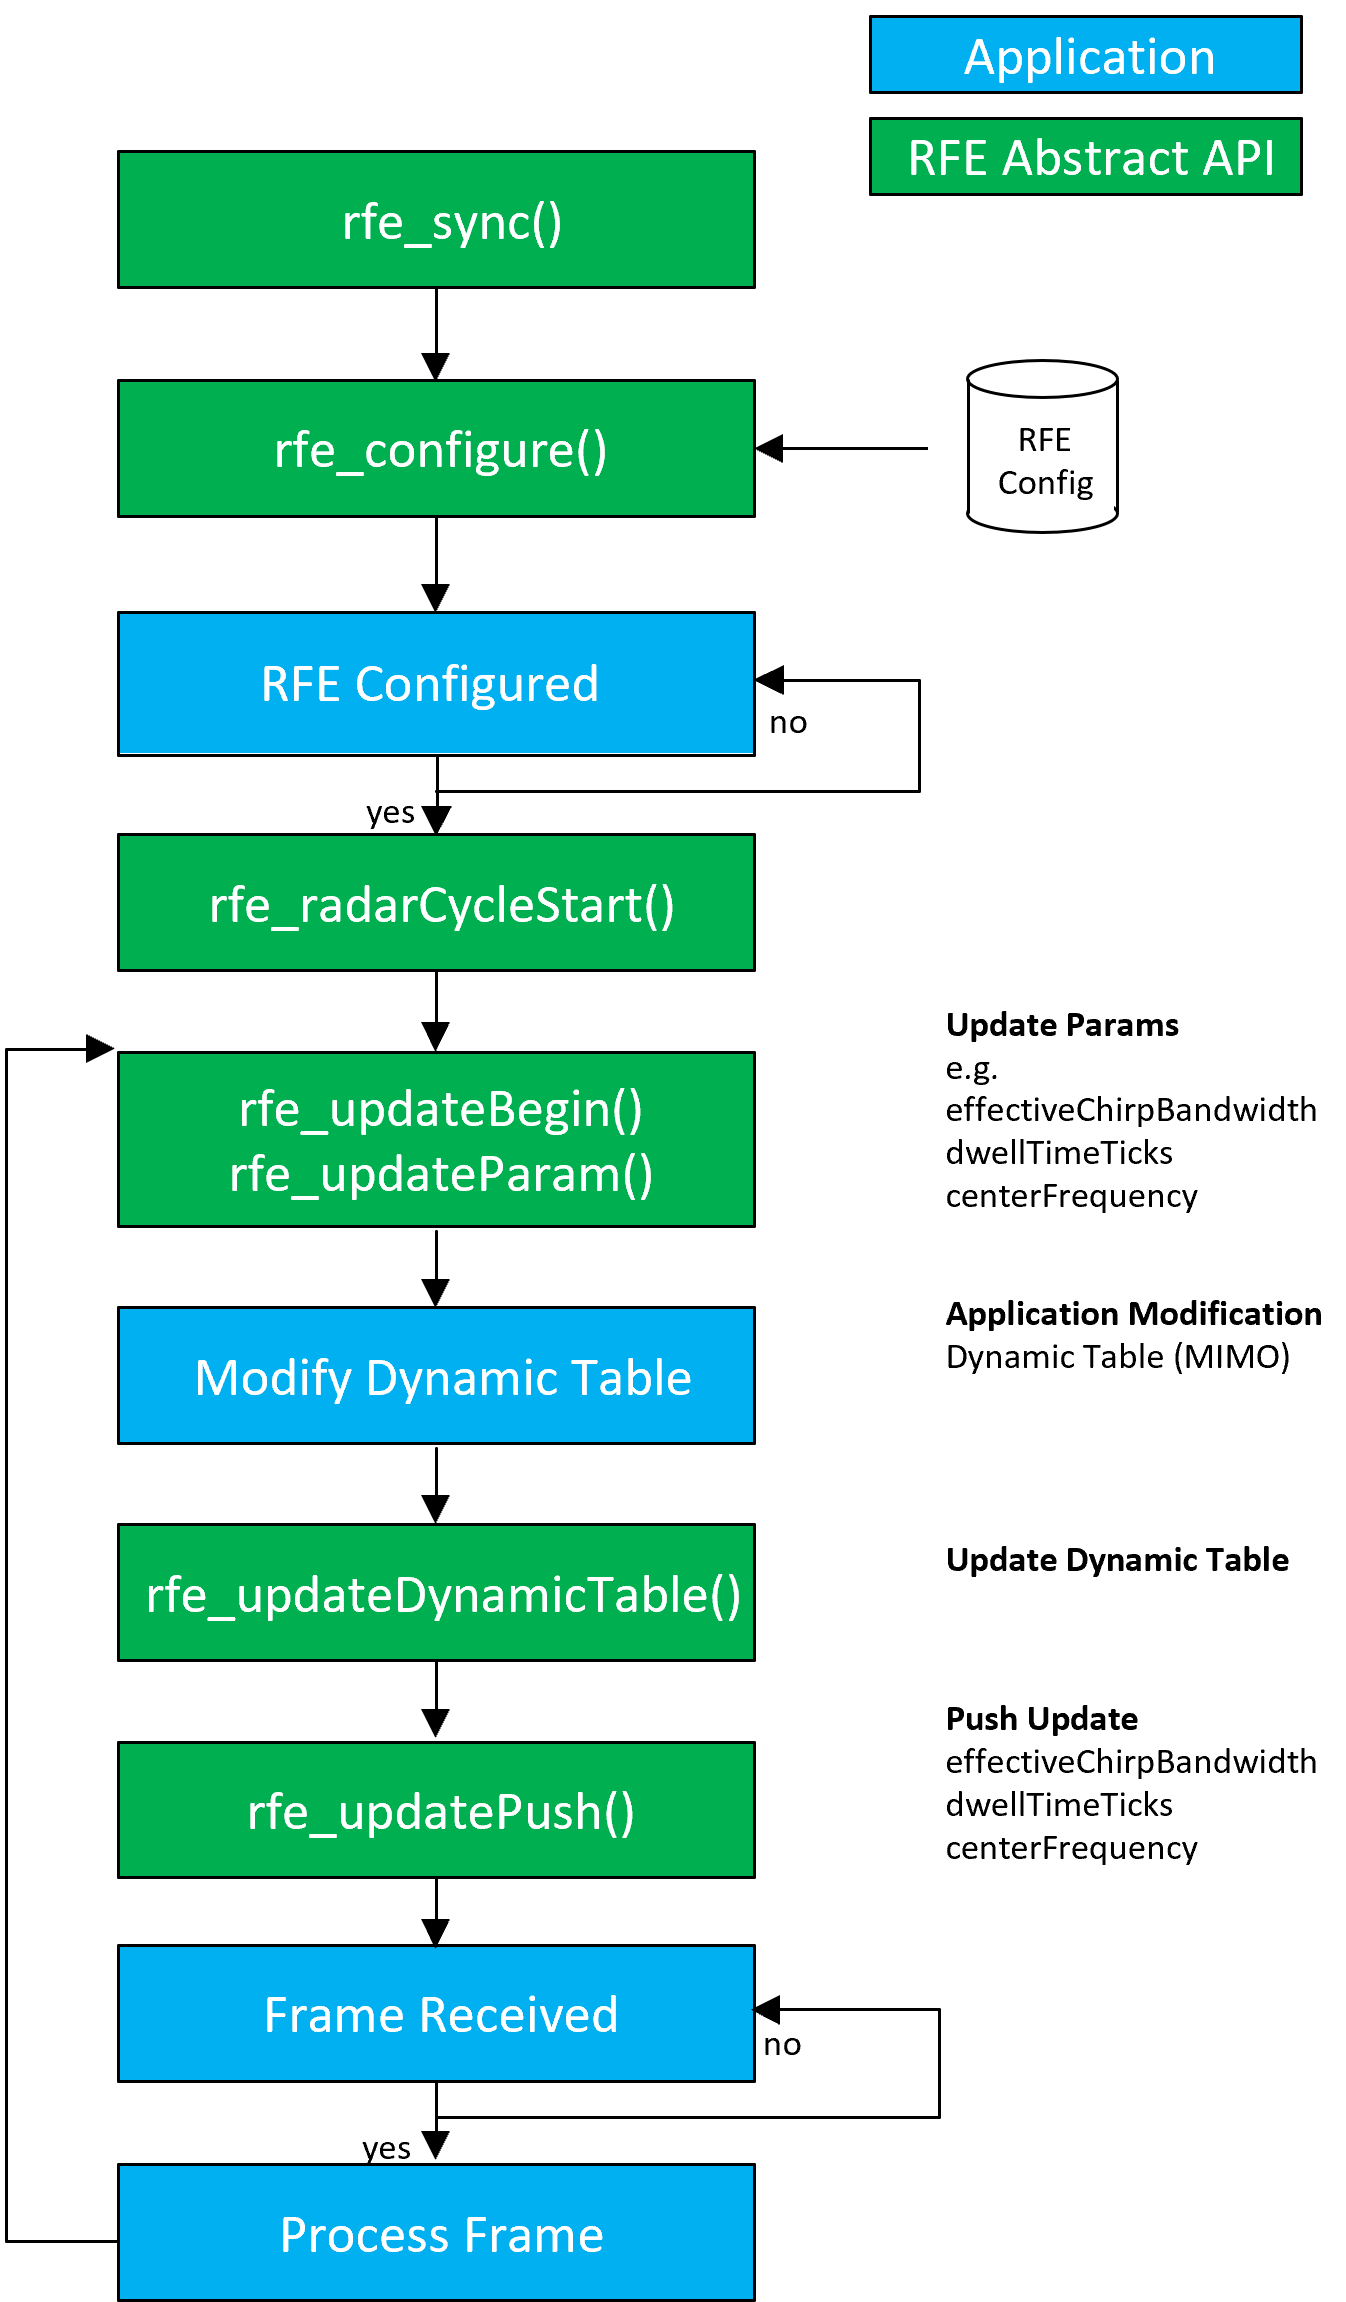 Application
RFE Abstract API
rfe_sync()
rfe_configure()
RFE
Config
RFE Configured
no
yes
rfe_radarCycleStart()
rfe_updateBegin()
rfe_updateParam()
Update Params
e.g.
effectiveChirpBandwidth
dwellTimeTicks
centerFrequency
Modify Dynamic Table
Application Modification
Dynamic Table (MIMO)
rfe_updateDynamicTable()
Update Dynamic Table
rfe_updatePush()
Push Update
effectiveChirpBandwidth
dwellTimeTicks
centerFrequency
Frame Received
no
yes
Process Frame